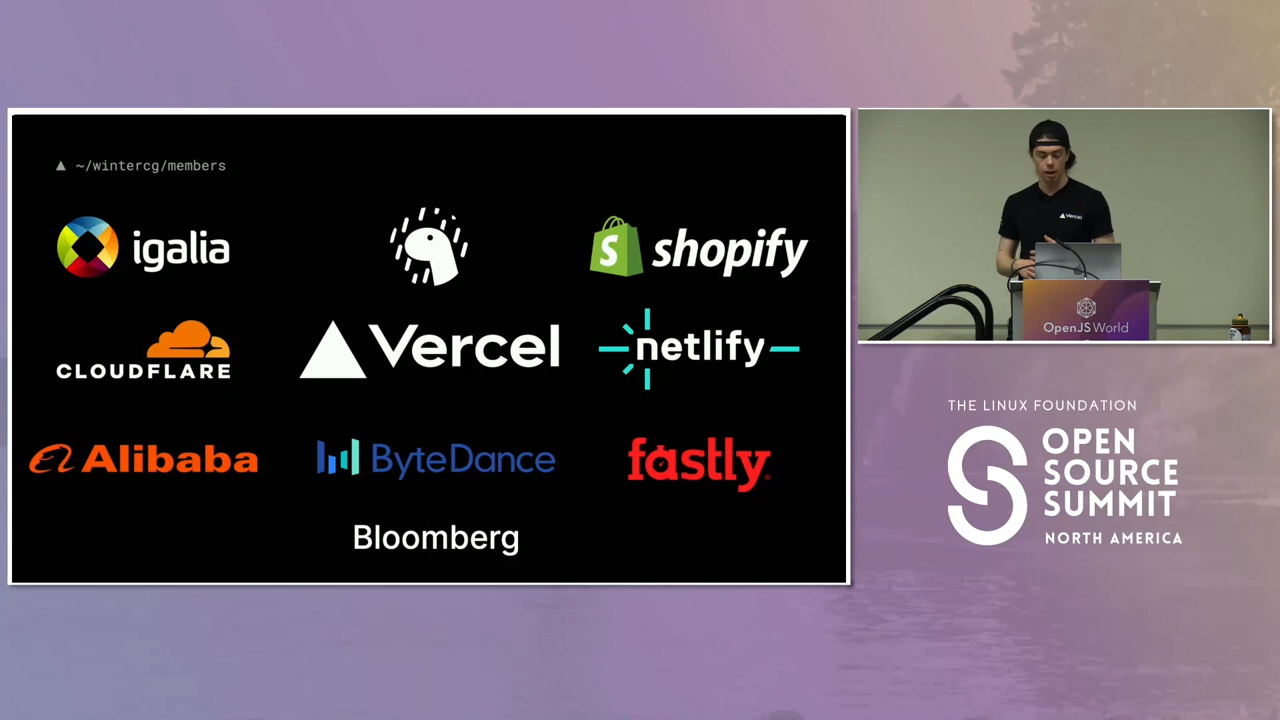 ▲ ~/wintercg/members
igalia
shopify
CLOUDFLARE
Vercel
netlify
Alibaba
ByteDance
fastly
Bloomberg
Vercel
OpenJS World
THE LINUX FOUNDATION
OPEN
SOURCE
SUMMIT
NORTH AMERICA